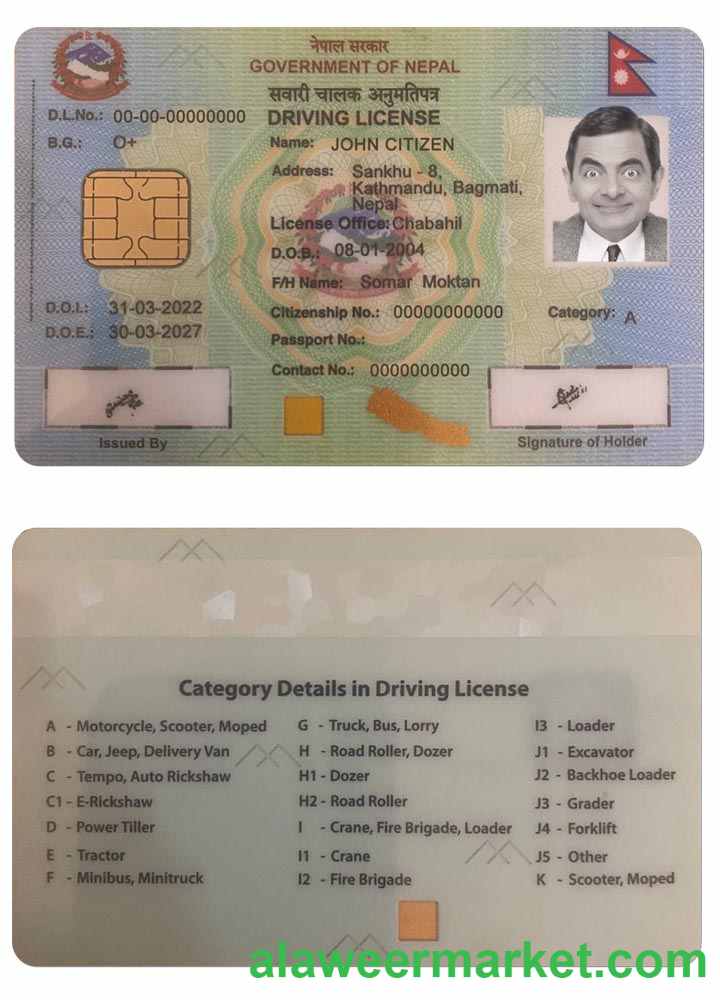 नेपाल सरकार
GOVERNMENT OF NEPAL
सवारी चालक अनुमतिपत्र
D.L.No.: 00-00-00000000 DRIVING LICENSE
B.G.: O+ Name: JOHN CITIZEN
Address: Sankhu - 8,
Kathmandu, Bagmati,
Nepal
License Office: Chabahil
D.O.B.: 08-01-2004
F/H Name: Somar Moktan
D.O.I.: 31-03-2022 Citizenship No.: 00000000000 Category: A
D.O.E.: 30-03-2027 Passport No.:
Contact No.: 0000000000
Issued By Signature of Holder
Category Details in Driving License
A - Motorcycle, Scooter, Moped G - Truck, Bus, Lorry I3 - Loader
B - Car, Jeep, Delivery Van H - Road Roller, Dozer J1 - Excavator
C - Tempo, Auto Rickshaw H1 - Dozer J2 - Backhoe Loader
C1 - E-Rickshaw H2 - Road Roller J3 - Grader
D - Power Tiller I - Crane, Fire Brigade, Loader J4 - Forklift
E - Tractor I1 - Crane J5 - Other
F - Minibus, Minitruck I2 - Fire Brigade K - Scooter, Moped
alaweermarket.com